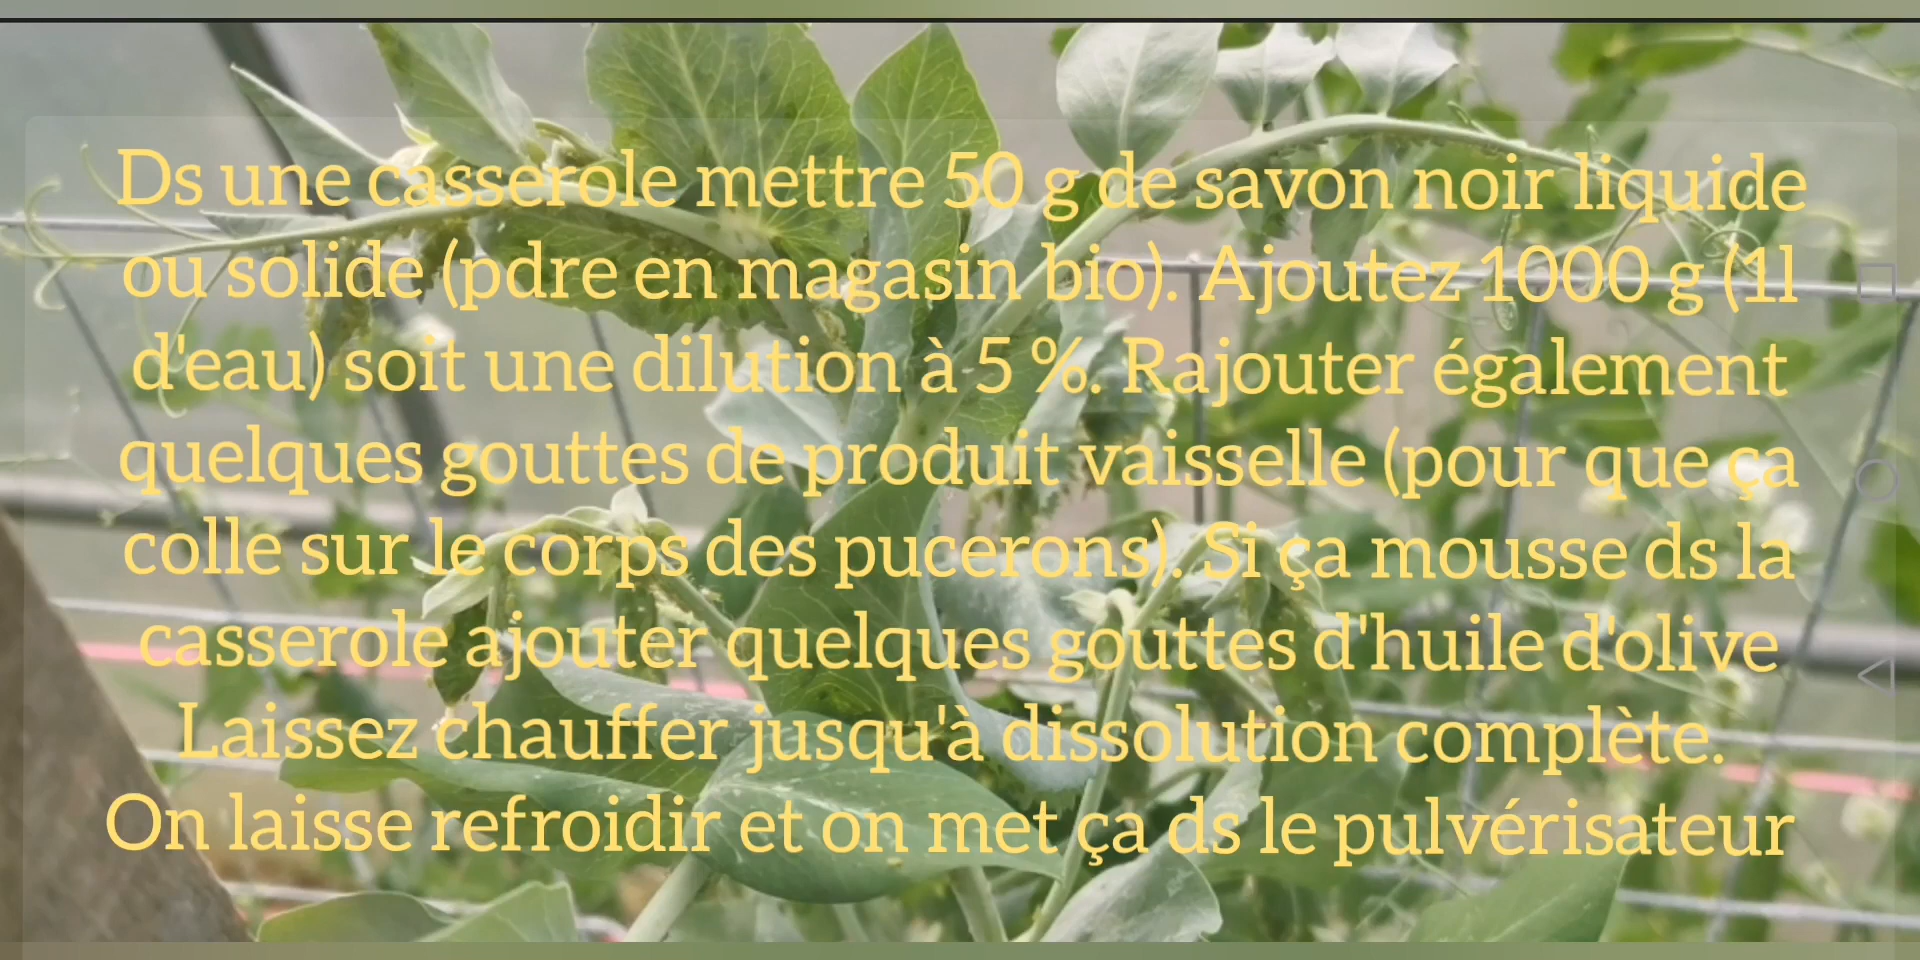 Ds une casserole mettre 50 g de savon noir liquide
ou solide (pdre en magasin bio). Ajoutez 1000 g (1l
d'eau) soit une dilution à 5 %. Rajouter également
quelques gouttes de produit vaisselle (pour que ça
colle sur le corps des pucerons). Si ça mousse ds la
casserole ajouter quelques gouttes d'huile d'olive
Laissez chauffer jusqu'à dissolution complète.
On laisse refroidir et on met ça ds le pulvérisateur